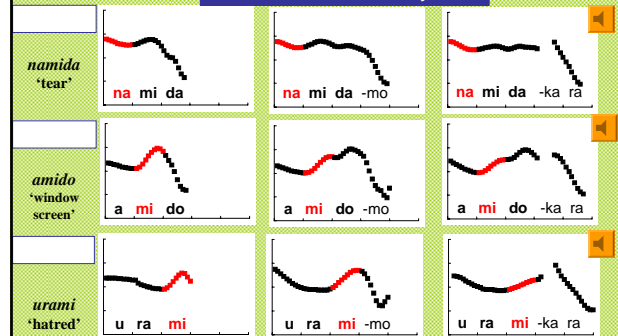 namida
‘tear’
na mi da
na mi da -mo
na mi da -ka ra
amido
‘window
screen’
a mi do
a mi do -mo
a mi do -ka ra
urami
‘hatred’
u ra mi
u ra mi -mo
u ra mi -ka ra